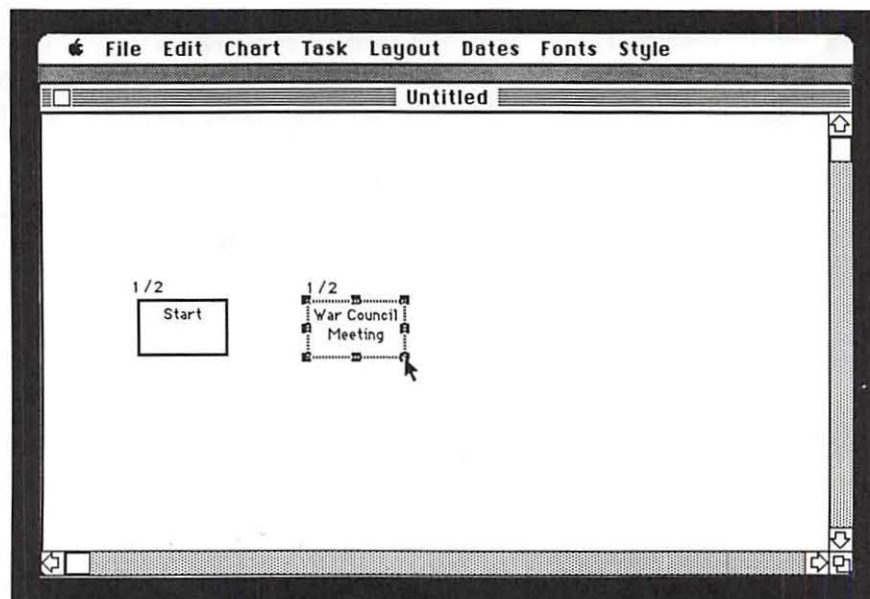 File Edit Chart Task Layout Dates Fonts Style
Untitled
1/2 1/2
Start
War Council
Meeting